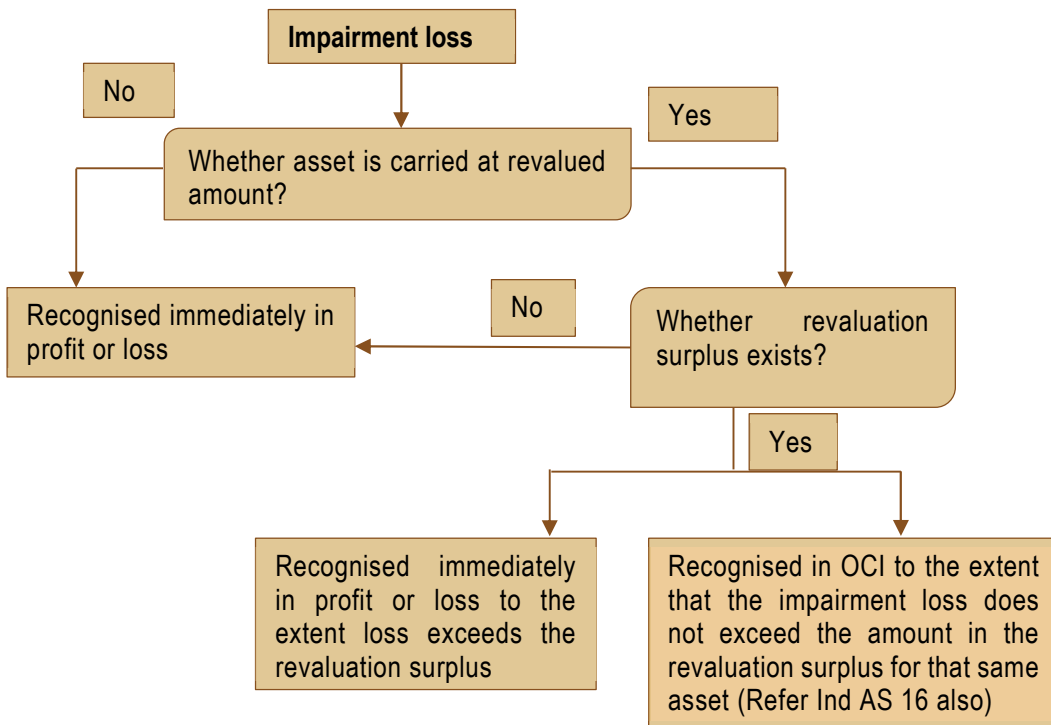 Impairment loss
No
Yes
Whether asset is carried at revalued
amount?
Recognised immediately in
profit or loss
No
Whether revaluation
surplus exists?
Yes
Recognised immediately
in profit or loss to the
extent loss exceeds the
revaluation surplus
Recognised in OCI to the extent
that the impairment loss does
not exceed the amount in the
revaluation surplus for that same
asset (Refer Ind AS 16 also)